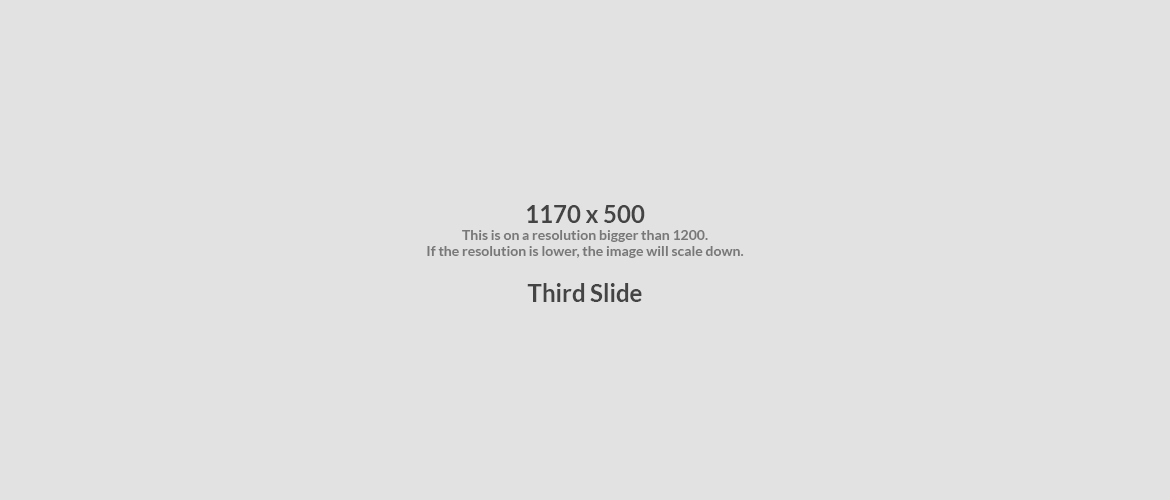 1170 x 500
This is on a resolution bigger than 1200.
If the resolution is lower, the image will scale down.
Third Slide